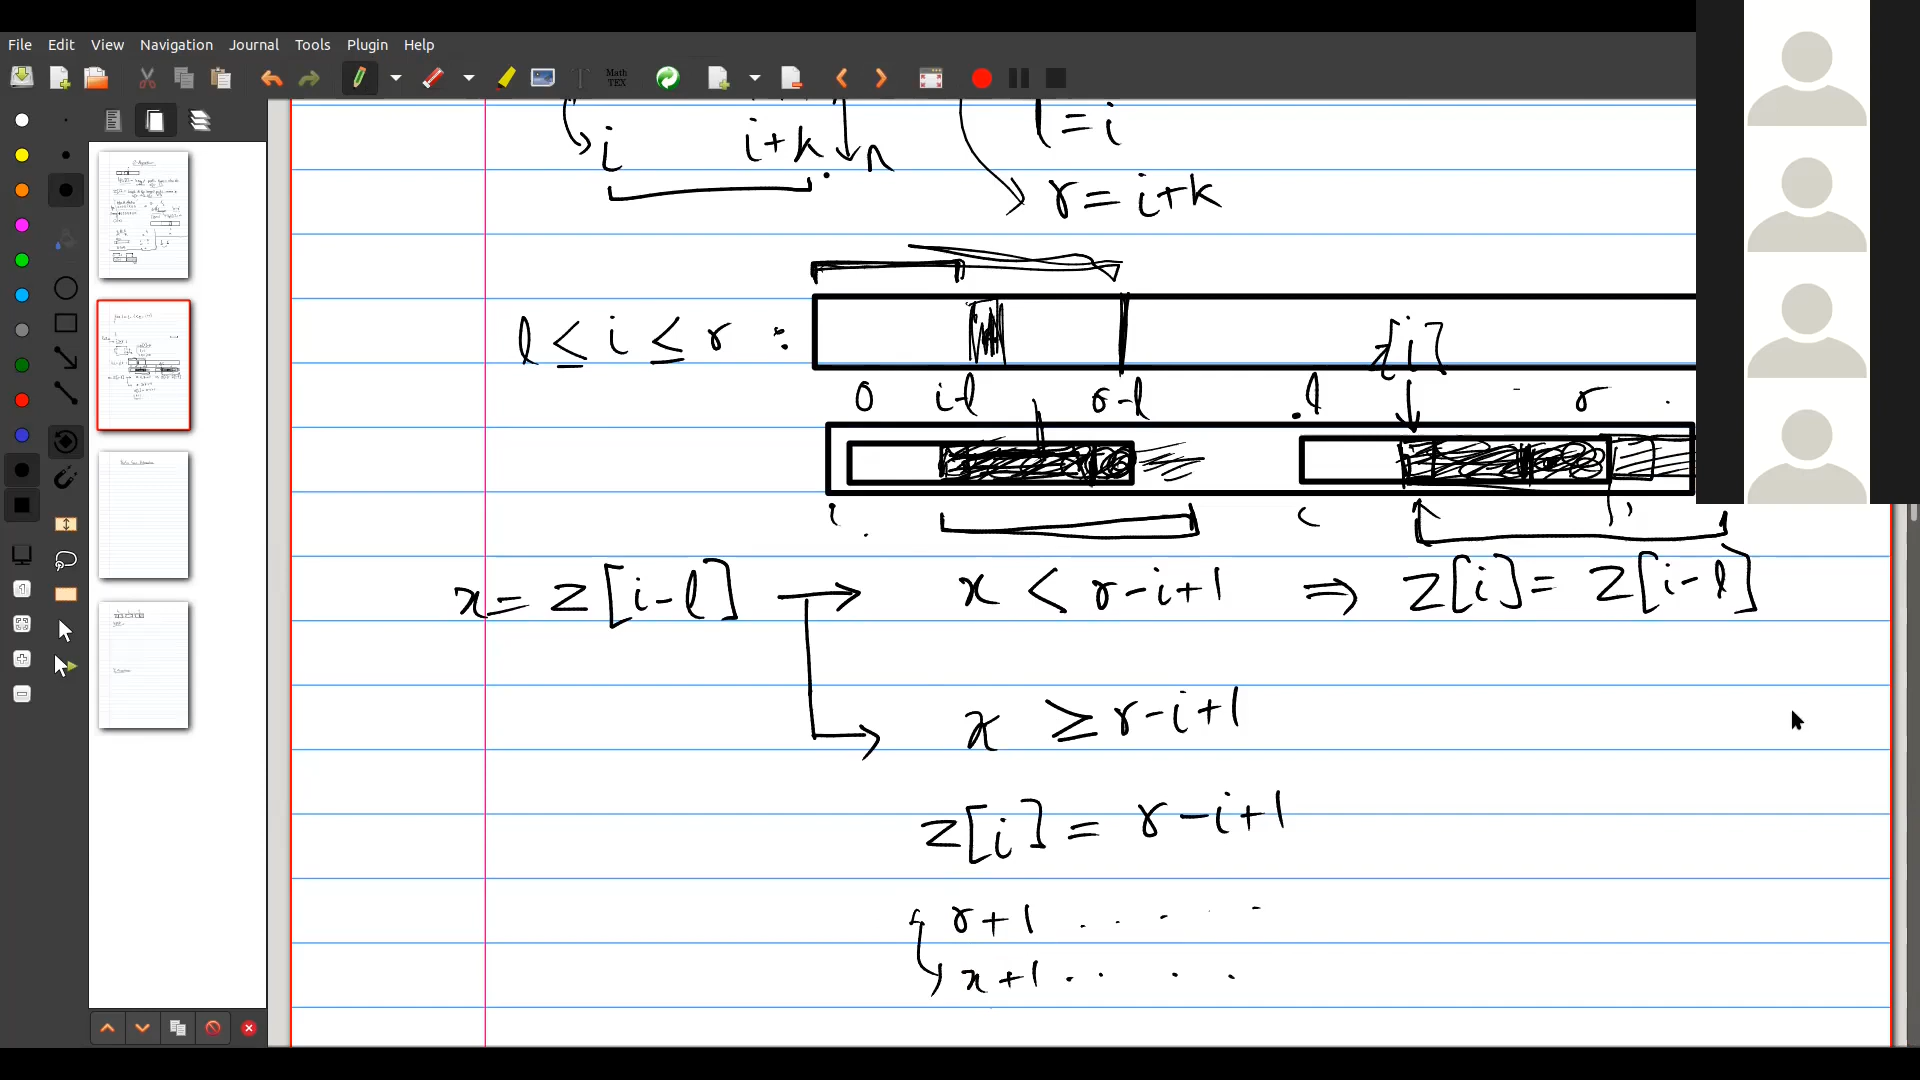 File Edit View Navigation Journal Tools Plugin Help
Math
TEX
i i+k n l = i
r = i+k
l ≤ i ≤ r :
z[i]
0 i-l r-l l r
x = z[i-l] → x < r-i+1 ⇒ z[i] = z[i-l]
x ≥ r-i+1
z[i] = r-i+1
r+1 . . . .
x+1 . . . .